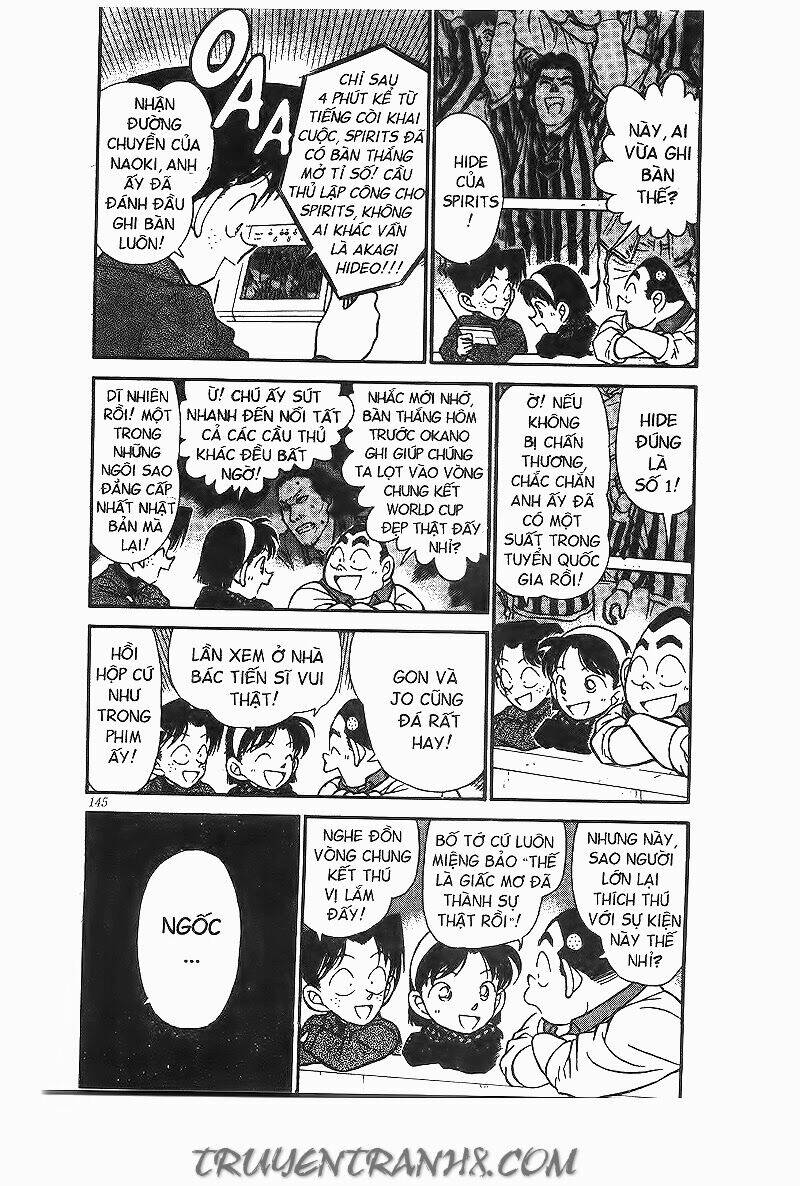 NÀY, AI
VỪA GHI
BÀN
THẾ?
HIDE
CỦA
SPIRITS
!
CHỈ SAU
4 PHÚT KỂ TỪ
TIẾNG CÒI KHAI
CUỘC, SPIRITS ĐÃ
CÓ BÀN THẮNG
MỞ TỈ SỐ! CẦU
THỦ LẬP CÔNG CHO
SPIRITS, KHÔNG
AI KHÁC VẪN
LÀ AKAGI
HIDEO!!!
OAA
NHẬN
ĐƯỜNG
CHUYỀN CỦA
NAOKI, ANH
ẤY ĐÃ
ĐÁNH ĐẦU
GHI BÀN
LUÔN!
HIDE
ĐÚNG
LÀ
SỐ 1!
Ờ! NẾU
KHÔNG
BỊ CHẤN
THƯƠNG,
CHẮC CHẮN
ANH ẤY ĐÃ
CÓ MỘT
SUẤT TRONG
TUYỂN QUỐC
GIA RỒI!
NHẮC MỚI NHỚ,
BÀN THẮNG HÔM
TRƯỚC OKANO
GHI GIÚP CHÚNG
TA LỌT VÀO VÒNG
CHUNG KẾT
WORLD CUP
ĐẸP THẬT ĐẤY
NHỈ?
Ừ! CHÚ ẤY SÚT
NHANH ĐẾN NỖI TẤT
CẢ CÁC CẦU THỦ
KHÁC ĐỀU BẤT
NGỜ!
DĨ NHIÊN
RỒI! MỘT
TRONG
NHỮNG
NGÔI SAO
ĐẲNG CẤP
NHẤT NHẬT
BẢN MÀ
LẠI!
GON VÀ
JO CŨNG
ĐÁ RẤT
HAY!
LẦN XEM Ở NHÀ
BÁC TIẾN SĨ VUI
THẬT!
HỒI
HỘP CỨ
NHƯ
TRONG
PHIM
ẤY!
145
NHƯNG NÀY,
SAO NGƯỜI
LỚN LẠI
THÍCH THÚ
VỚI SỰ KIỆN
NÀY THẾ
NHỈ?
BỐ TỚ CỨ LUÔN
MIỆNG BẢO "THẾ
LÀ GIẤC MƠ ĐÃ
THÀNH SỰ
THẬT RỒI"!
NGHE ĐỒN
VÒNG CHUNG
KẾT THÚ
VỊ LẮM
ĐẤY!
NGỐC
...
TRUYENTRANH8.COM